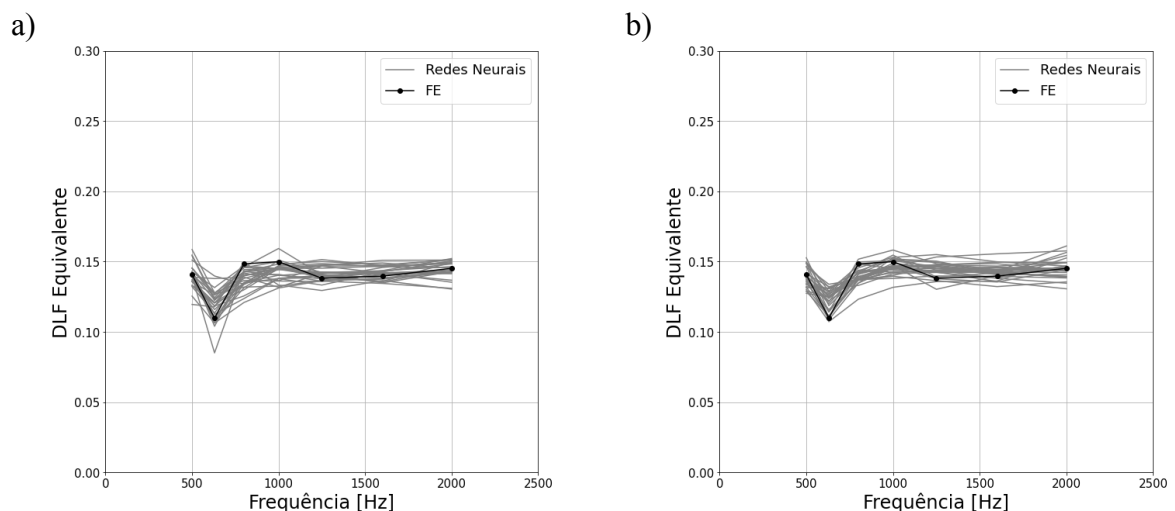 a)
0.30
0.25
0.20
0.15
0.10
0.05
0.00
DLF Equivalente
Redes Neurais
FE
0
500
1000
1500
2000
2500
Frequência [Hz]
b)
0.30
0.25
0.20
0.15
0.10
0.05
0.00
DLF Equivalente
Redes Neurais
FE
0
500
1000
1500
2000
2500
Frequência [Hz]